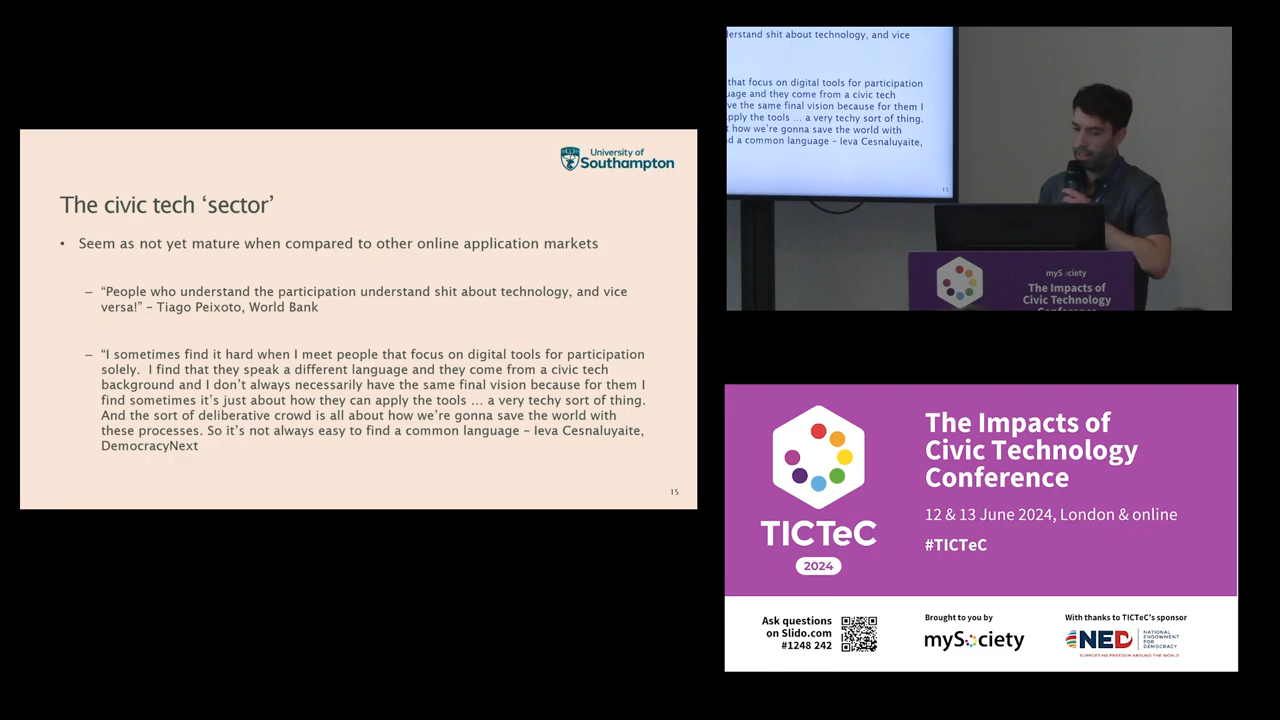 University of
Southampton
The civic tech ‘sector’
• Seem as not yet mature when compared to other online application markets
– “People who understand the participation understand shit about technology, and vice
versa!” – Tiago Peixoto, World Bank
– “I sometimes find it hard when I meet people that focus on digital tools for participation
solely. I find that they speak a different language and they come from a civic tech
background and I don’t always necessarily have the same final vision because for them I
find sometimes it’s just about how they can apply the tools … a very techy sort of thing.
And the sort of deliberative crowd is all about how we’re gonna save the world with
these processes. So it’s not always easy to find a common language – Ieva Cesnaluyaite,
DemocracyNext
15
erstand shit about technology, and vice
that focus on digital tools for participation
uage and they come from a civic tech
ve the same final vision because for them I
pply the tools … a very techy sort of thing.
t how we’re gonna save the world with
d a common language – Ieva Cesnaluyaite,
15
mySociety
The Impacts of
Civic Technology
Conference
TICTeC
2024
The Impacts of
Civic Technology
Conference
12 & 13 June 2024, London & online
#TICTeC
Ask questions
on Slido.com
#1248 242
Brought to you by
mySociety
With thanks to TICTeC’s sponsor
NED
NATIONAL
ENDOWMENT
FOR
DEMOCRACY
SUPPORTING FREEDOM AROUND THE WORLD